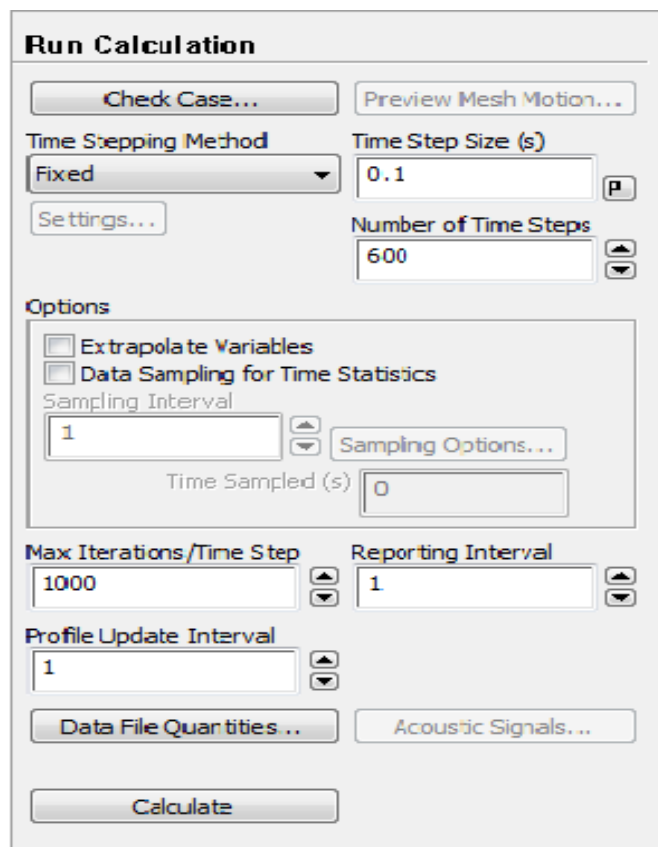 Run Calculation
Check Case...
Preview Mesh Motion...
Time Stepping Method
Time Step Size (s)
Fixed
0.1
P
Settings...
Number of Time Steps
600
Options
Extrapolate Variables
Data Sampling for Time Statistics
Sampling Interval
1
Sampling Options...
Time Sampled (s)
0
Max Iterations/Time Step
Reporting Interval
1000
1
Profile Update Interval
1
Data File Quantities...
Acoustic Signals...
Calculate